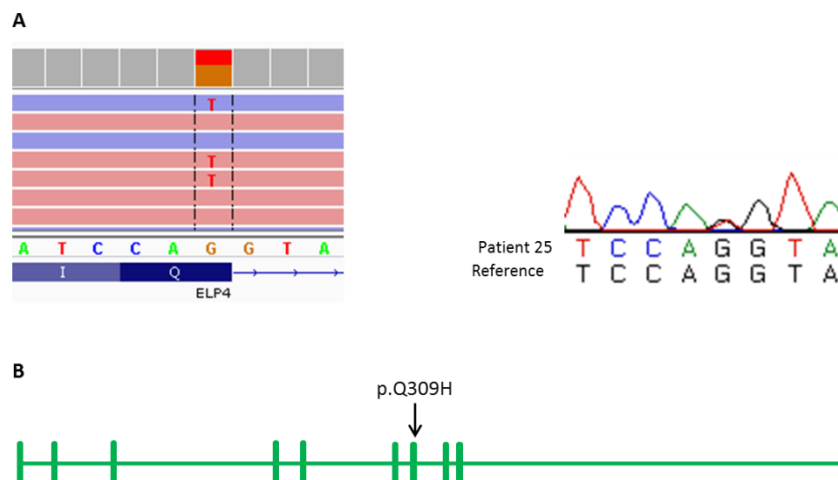 A
T
T
T
A T C C A G G T A
I Q
ELP4
Patient 25 T C C A G G T A
Reference T C C A G G T A
B
p.Q309H